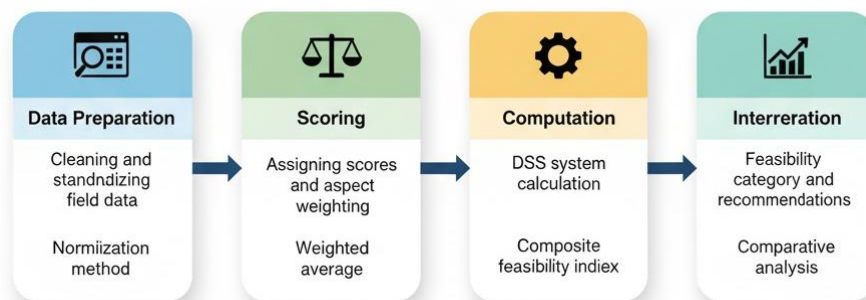 Data Preparation
Cleaning and
standndizing
field data
Normiization
method
Scoring
Assigning scores
and aspect
weighting
Weighted
average
Computation
DSS system
calculation
Composite
feasibility indiex
Interreration
Feasibility
category and
recommendations
Comparative
analysis